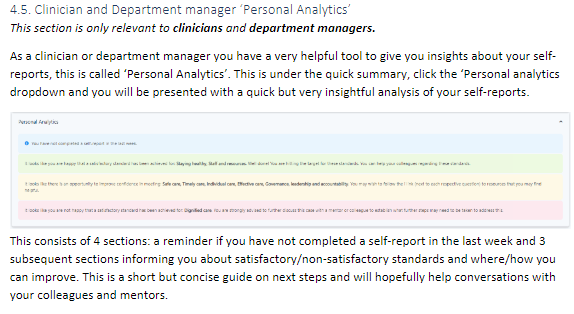 4.5. Clinician and Department manager ‘Personal Analytics’
This section is only relevant to clinicians and department managers.
As a clinician or department manager you have a very helpful tool to give you insights about your self-
reports, this is called ‘Personal Analytics’. This is under the quick summary, click the ‘Personal analytics
dropdown and you will be presented with a quick but very insightful analysis of your self-reports.
Personal Analytics
You have not completed a self-report in the last week.
It looks like you are happy that a satisfactory standard has been achieved for Staying healthy, Staff and resources. Well done! You are hitting the target for these standards. You can help your colleagues regarding these standards.
It looks like there is an opportunity to improve confidence in meeting Safe care, Timely care, Individual care, Effective care, Governance, leadership and accountability. You may wish to follow the link (next to each respective question) to resources that you may find
helpful.
It looks like you are not happy that a satisfactory standard has been achieved for Dignified care. You are strongly advised to further discuss this case with a mentor or colleague to establish what further steps may need to be taken to address this.
This consists of 4 sections: a reminder if you have not completed a self-report in the last week and 3
subsequent sections informing you about satisfactory/non-satisfactory standards and where/how you
can improve. This is a short but concise guide on next steps and will hopefully help conversations with
your colleagues and mentors.